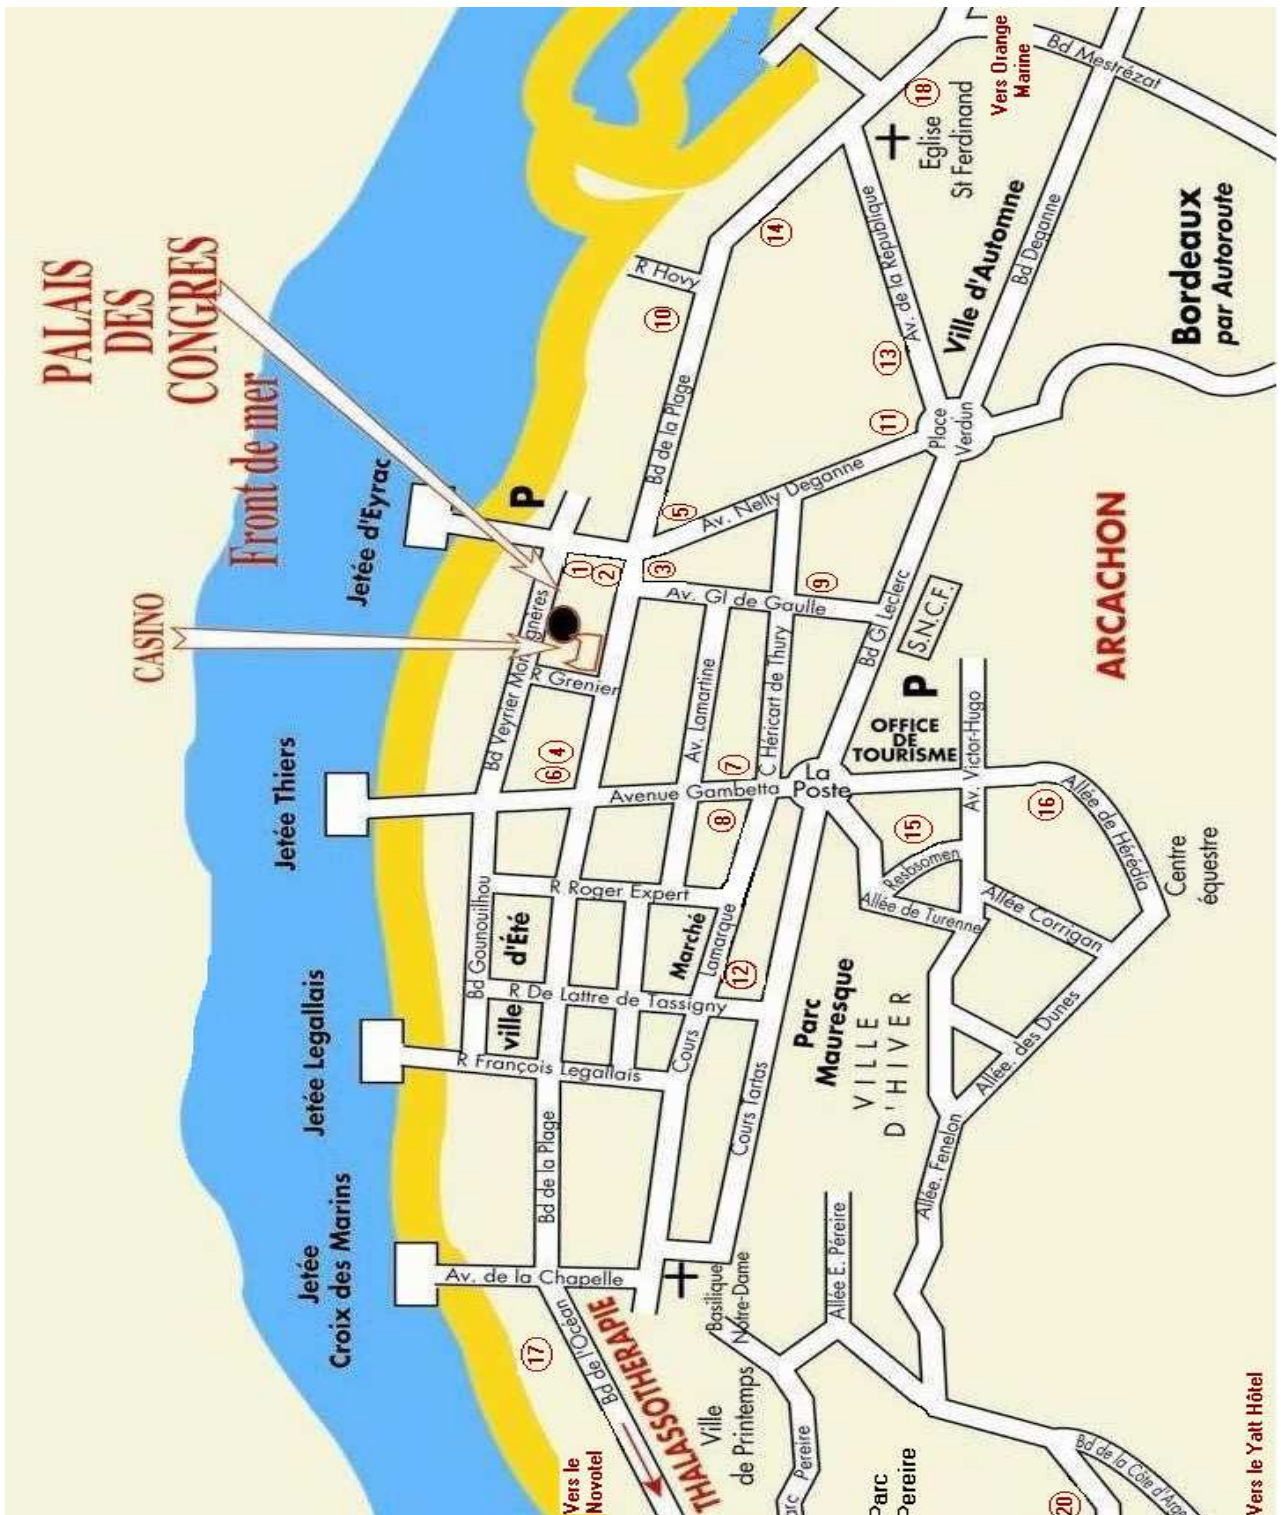 PALAIS
DES
CONGRES
Front de mer
CASINO
Jetée d'Eyrac
Jetée Thiers
Jetée Legallais
Jetée
Croix des Marins
P
R Hovy
Bd de la Plage
Bd Mestrézat
Vers Orange
Marine
18
Eglise
St Ferdinand
14
10
Av. de la République
Ville d'Automne
Bd Deganne
Bordeaux
par Autoroute
13
11
Place
Verdun
Av. Nelly Deganne
5
3
1
2
9
Av. Gl de Gaulle
Bd Gl Leclerc
S.N.C.F.
ARCACHON
P
OFFICE
DE
TOURISME
R Grenier
Av. Lamartine
C Héricart de Thury
6
4
7
8
Avenue Gambetta
La
Poste
Av. Victor-Hugo
15
16
Allée de Hérédia
Centre
équestre
Resbsomen
Allée de Turenne
Allée Corrigan
Allée. des Dunes
Bd Gounouilhou
R Roger Expert
ville
d'Été
Marché
Cours
Lamarque
12
R De Lattre de Tassigny
R François Legallais
Cours Tartas
Parc
Mauresque
VILLE
D'HIVER
Bd de la Plage
Av. de la Chapelle
Basilique
Notre-Dame
Allée E. Péreire
Allée. Fenelon
17
Bd de l'Océan
THALASSOTHERAPIE
Ville
de Printemps
Vers le
Novotel
Pereire
Parc
Pereire
20
Vers le Yatt Hôtel